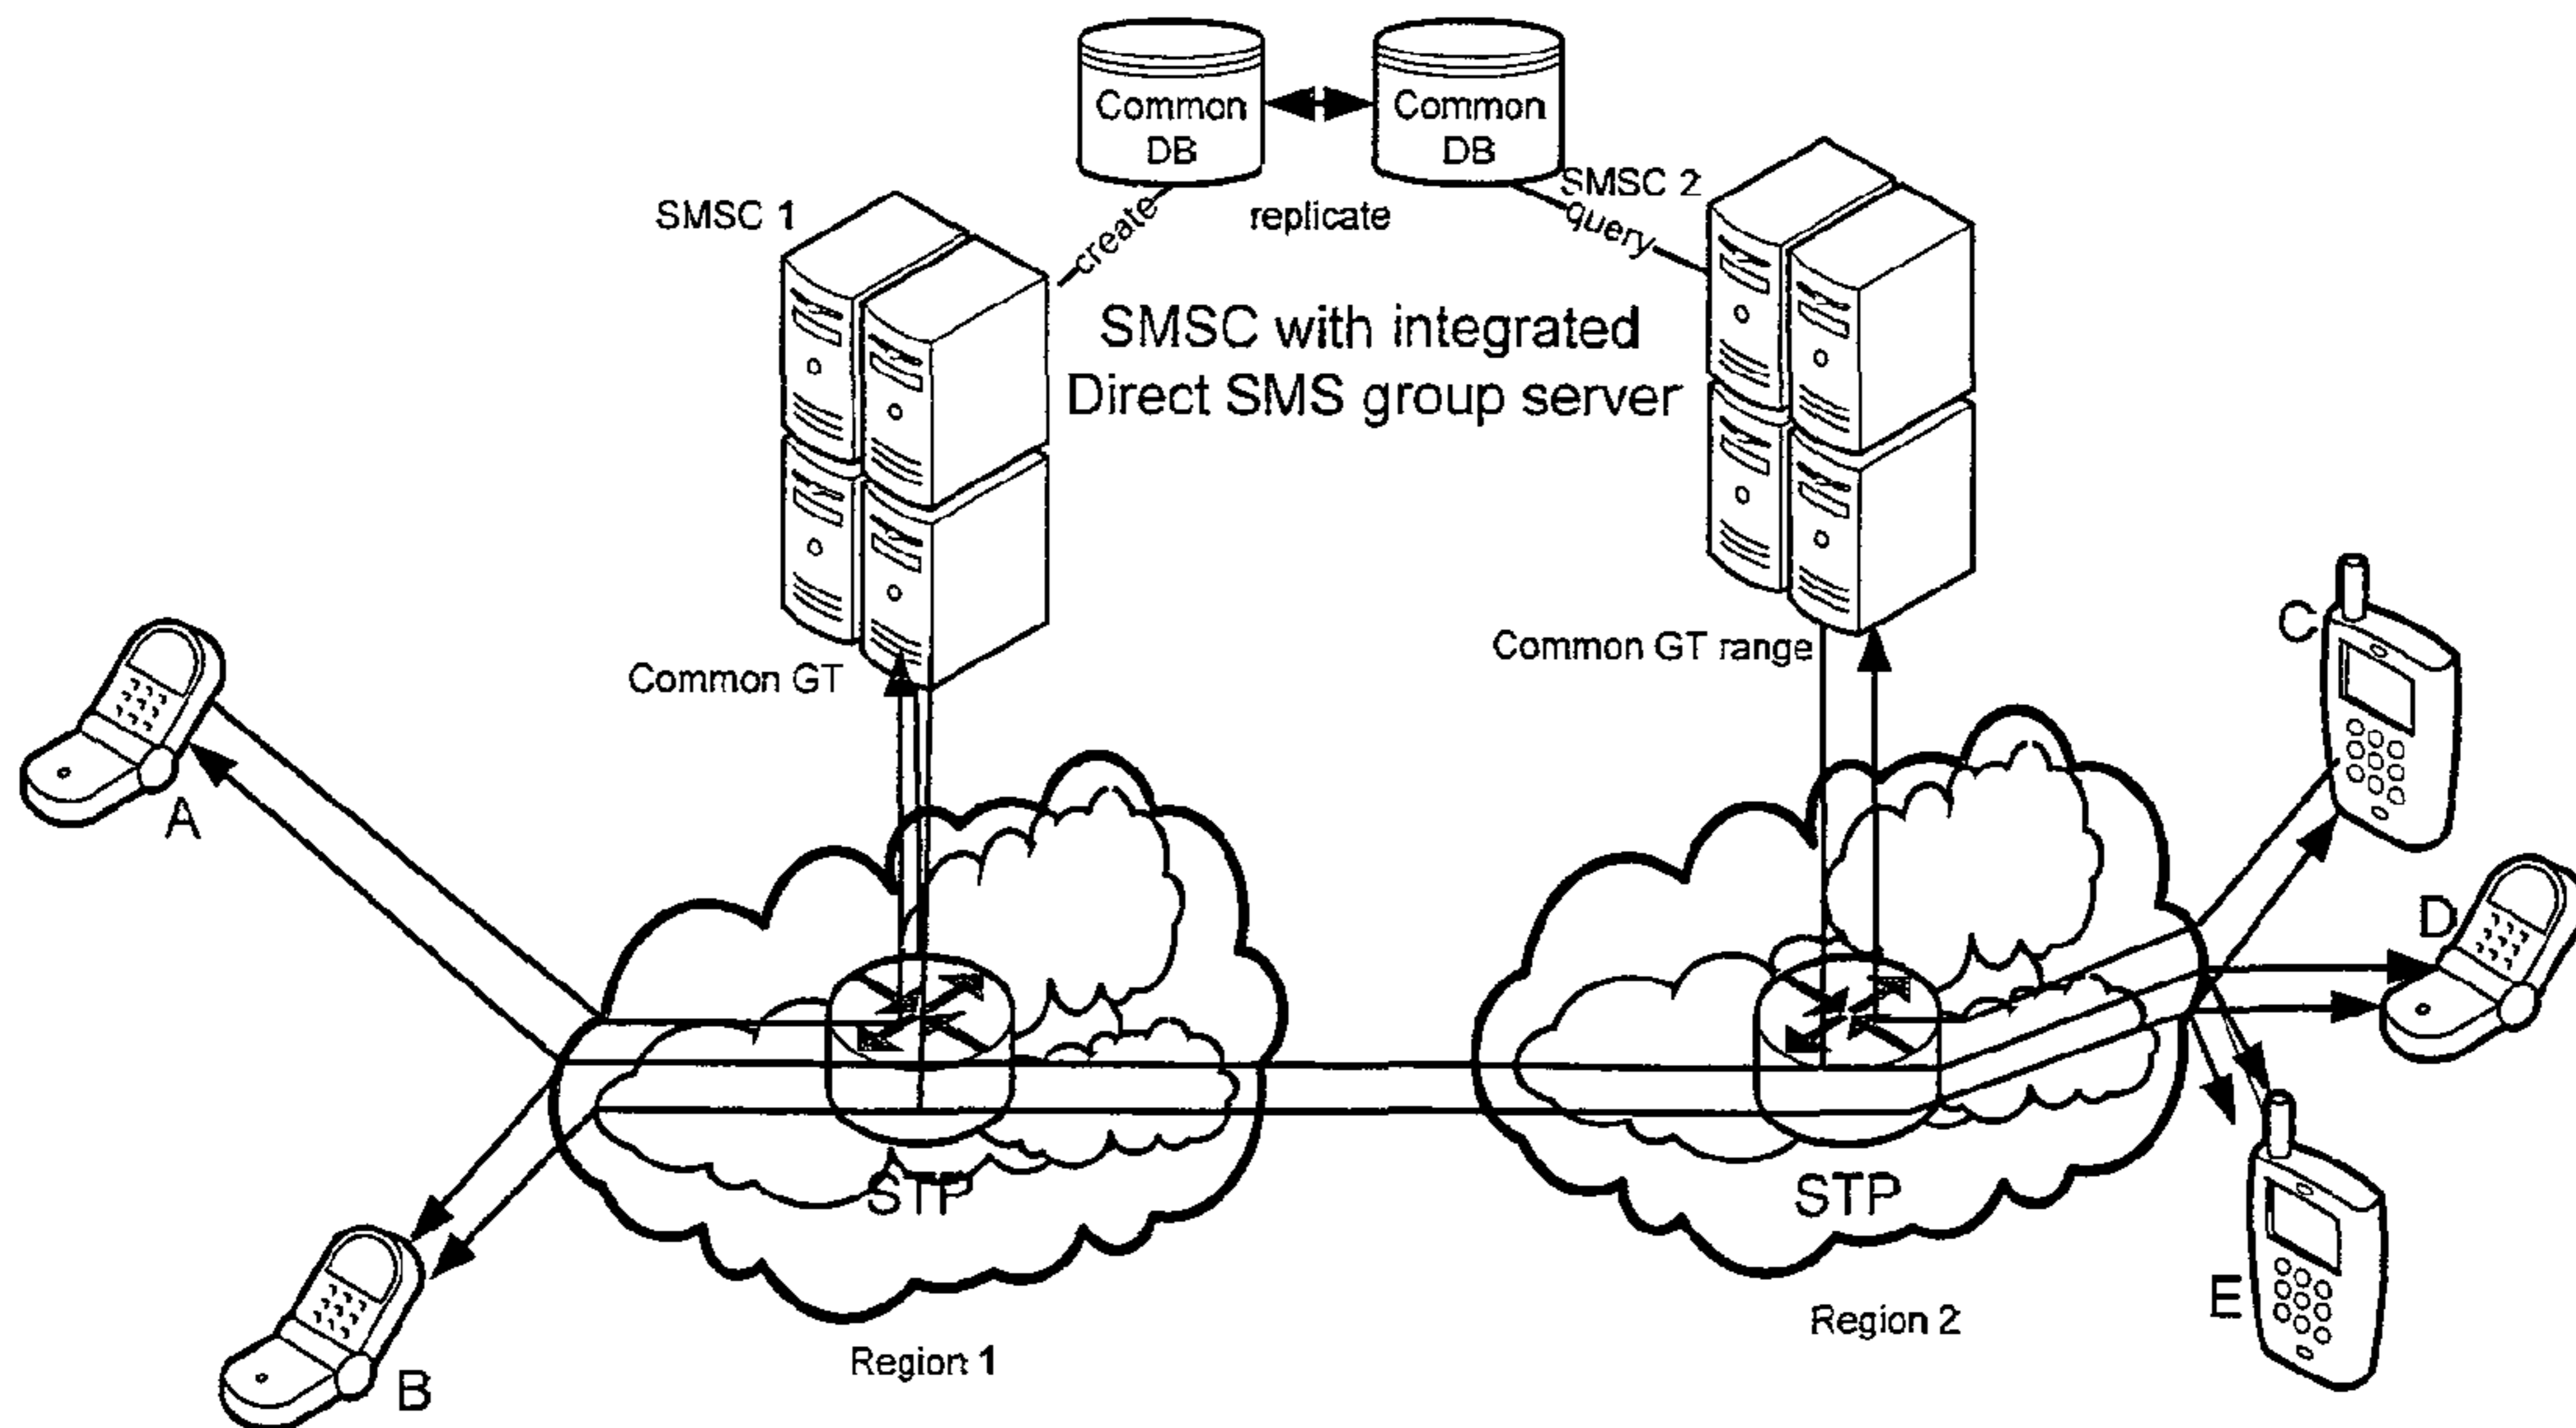 Common
DB
Common
DB
SMSC 1
create
replicate
SMSC 2
query
SMSC with integrated
Direct SMS group server
Common GT
Common GT range
A
B
C
D
E
STP
STP
Region 1
Region 2